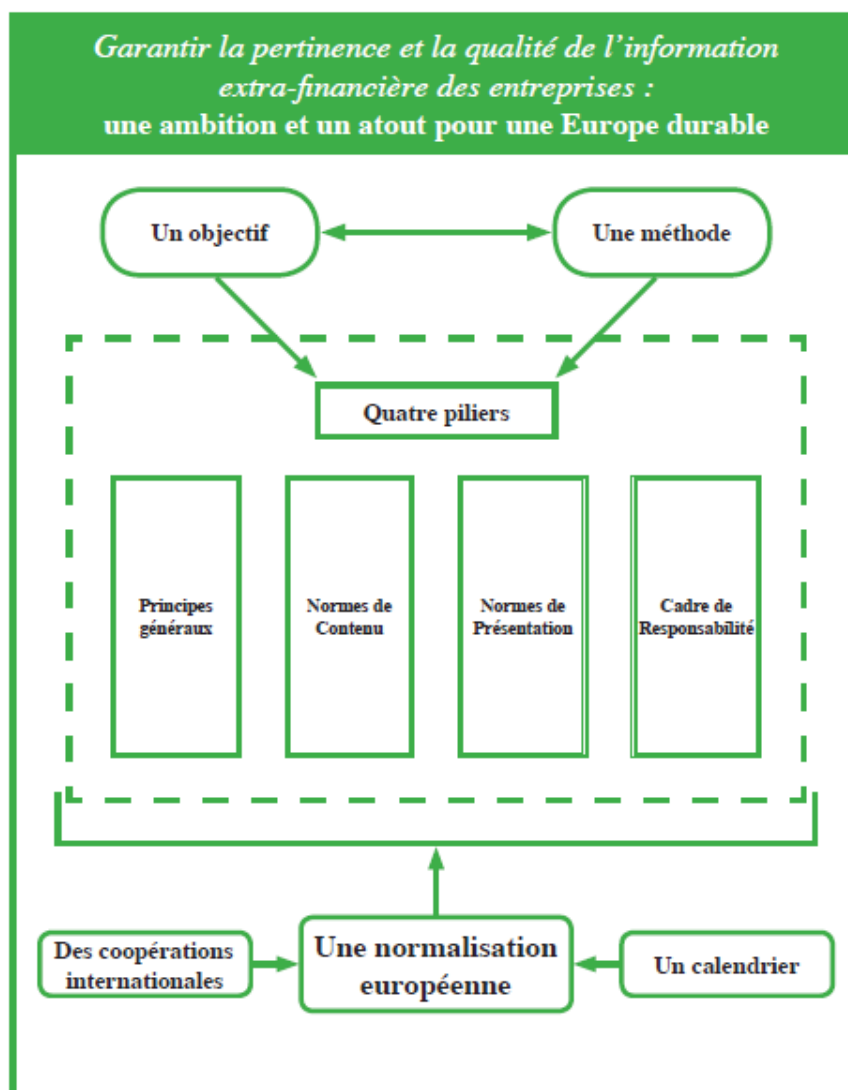 Garantir la pertinence et la qualité de l'information
extra-financière des entreprises :
une ambition et un atout pour une Europe durable
Un objectif
Une méthode
Quatre piliers
Principes
généraux
Normes de
Contenu
Normes de
Présentation
Cadre de
Responsabilité
Des coopérations
internationales
Une normalisation
européenne
Un calendrier